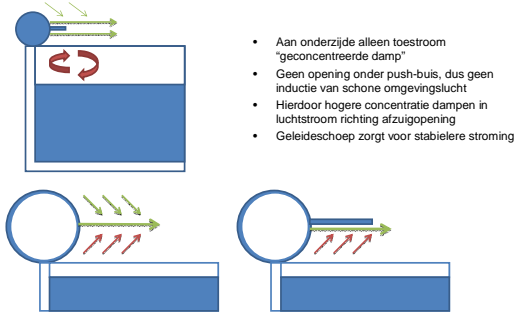 • Aan onderzijde alleen toestroom
“geconcentreerde damp”
• Geen opening onder push-buis, dus geen
inductie van schone omgevingslucht
• Hierdoor hogere concentratie dampen in
luchtstroom richting afzuigopening
• Geleideschoep zorgt voor stabielere stroming